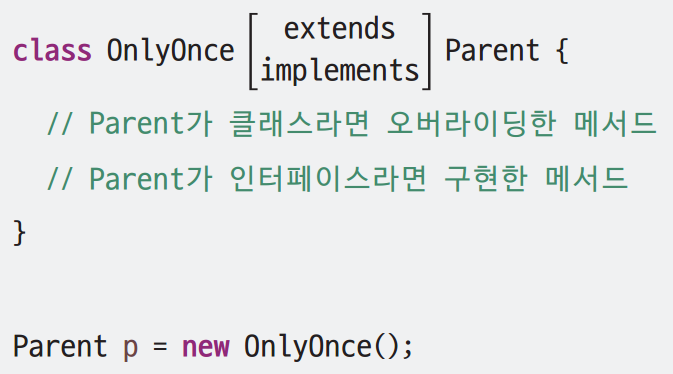 class OnlyOnce [extends
implements] Parent {
// Parent가 클래스라면 오버라이딩한 메서드
// Parent가 인터페이스라면 구현한 메서드
}
Parent p = new OnlyOnce();